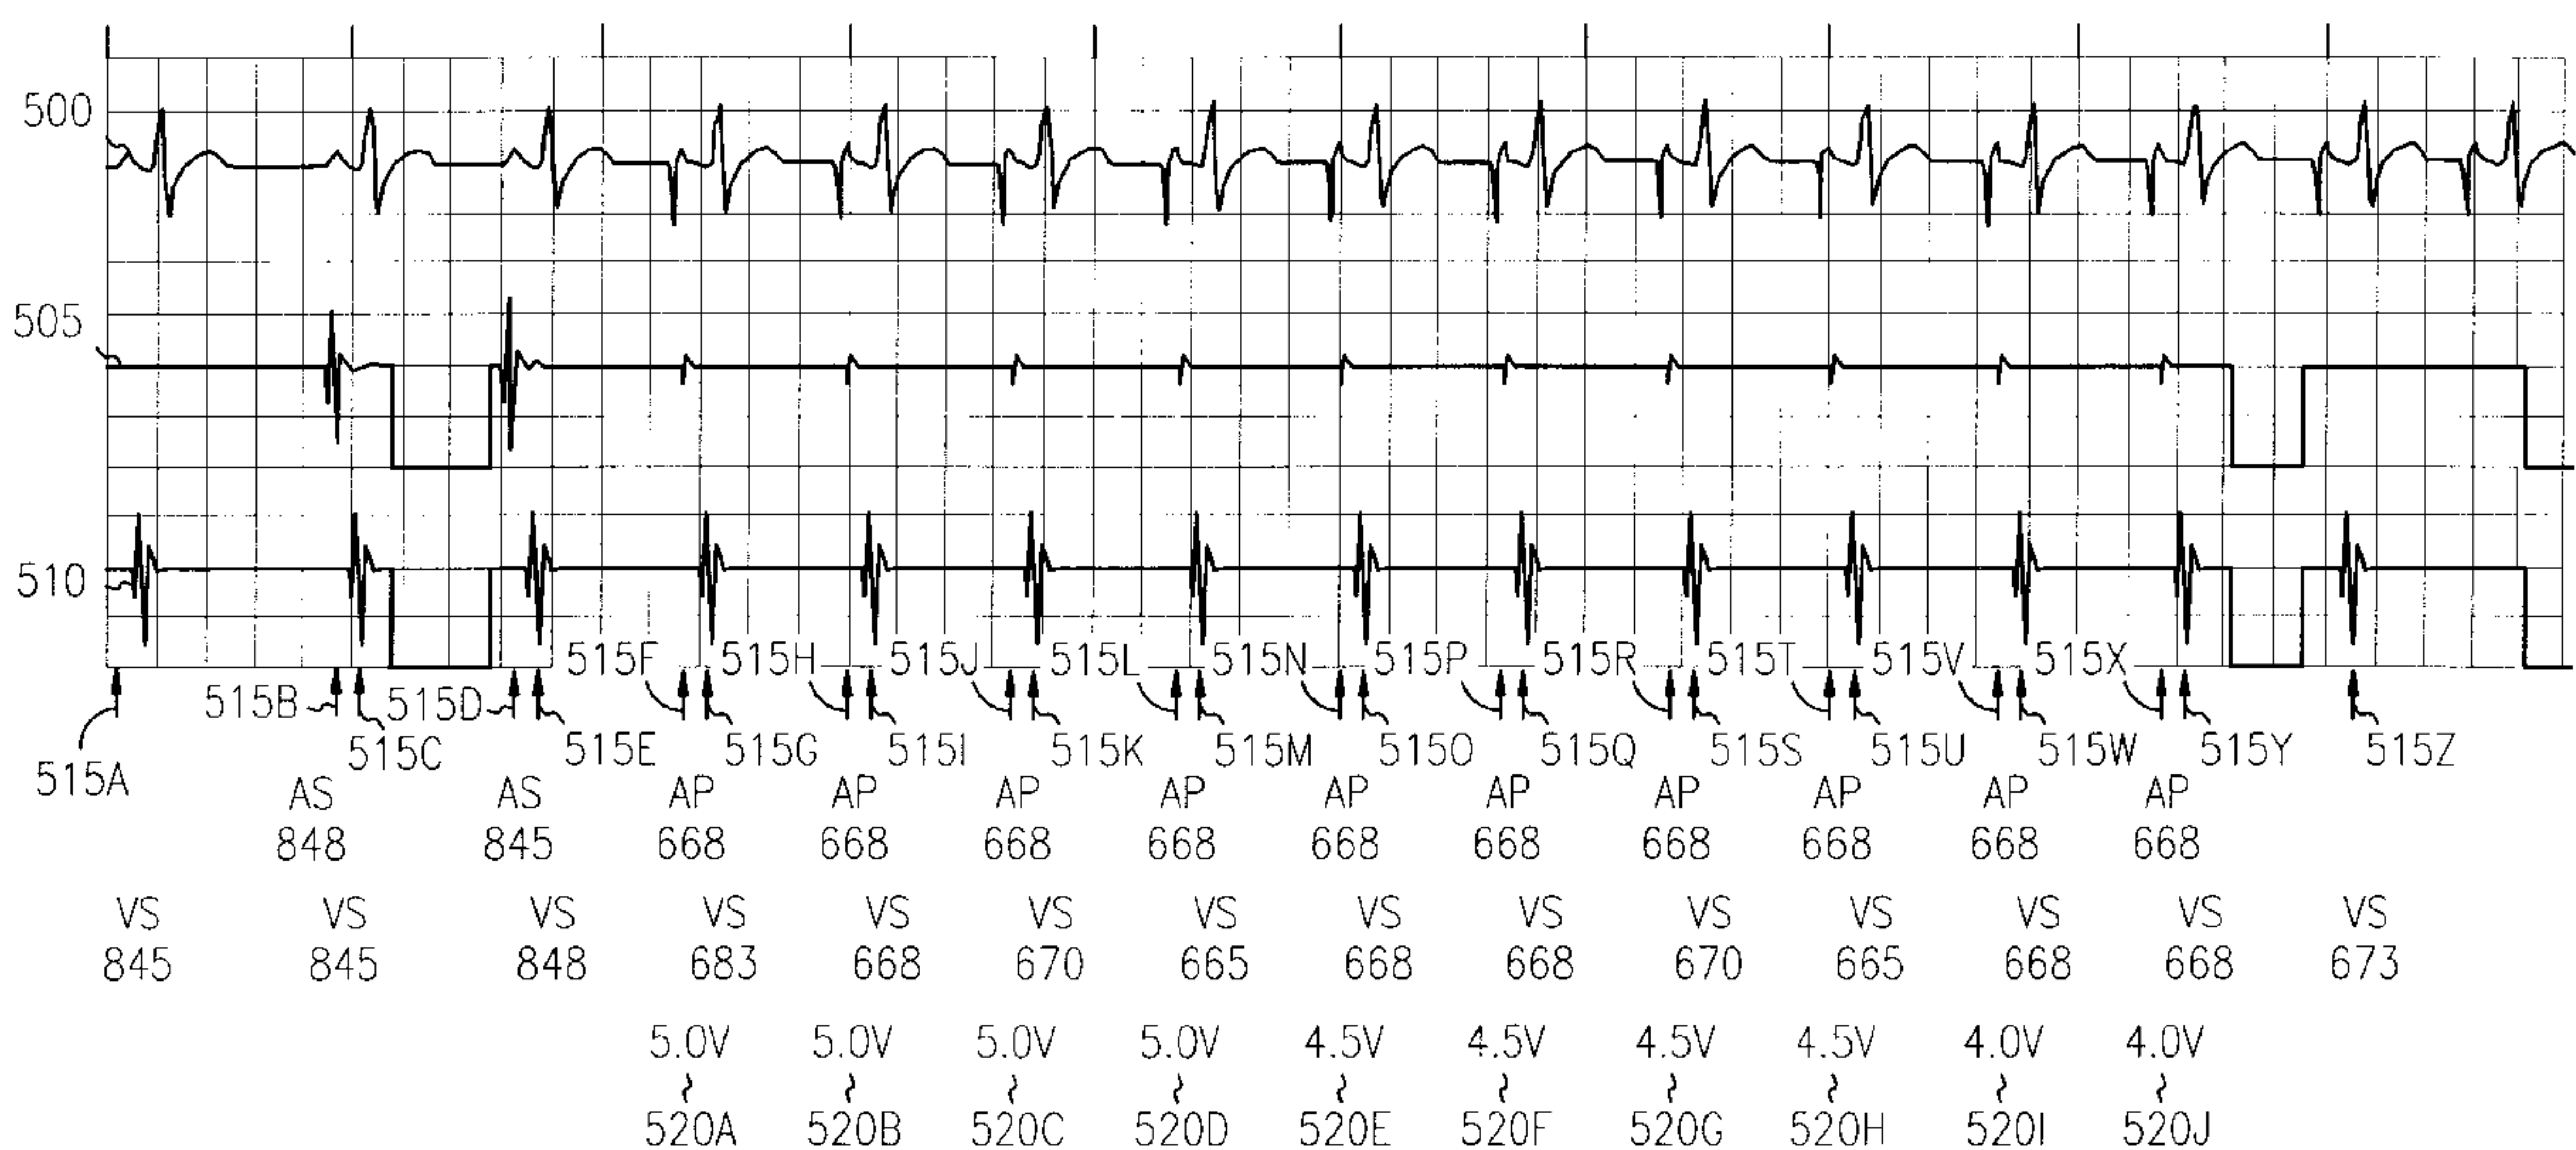 500
505
510
515F 515H 515J 515L 515N 515P 515R 515T 515V 515X
515B 515D
515A 515C 515E 515G 515I 515K 515M 515O 515Q 515S 515U 515W 515Y 515Z
AS AS AP AP AP AP AP AP AP AP AP AP
848 845 668 668 668 668 668 668 668 668 668 668
VS VS VS VS VS VS VS VS VS VS VS VS VS VS
845 845 848 683 668 670 665 668 668 670 665 668 668 673
5.0V 5.0V 5.0V 5.0V 4.5V 4.5V 4.5V 4.5V 4.0V 4.0V
520A 520B 520C 520D 520E 520F 520G 520H 520I 520J